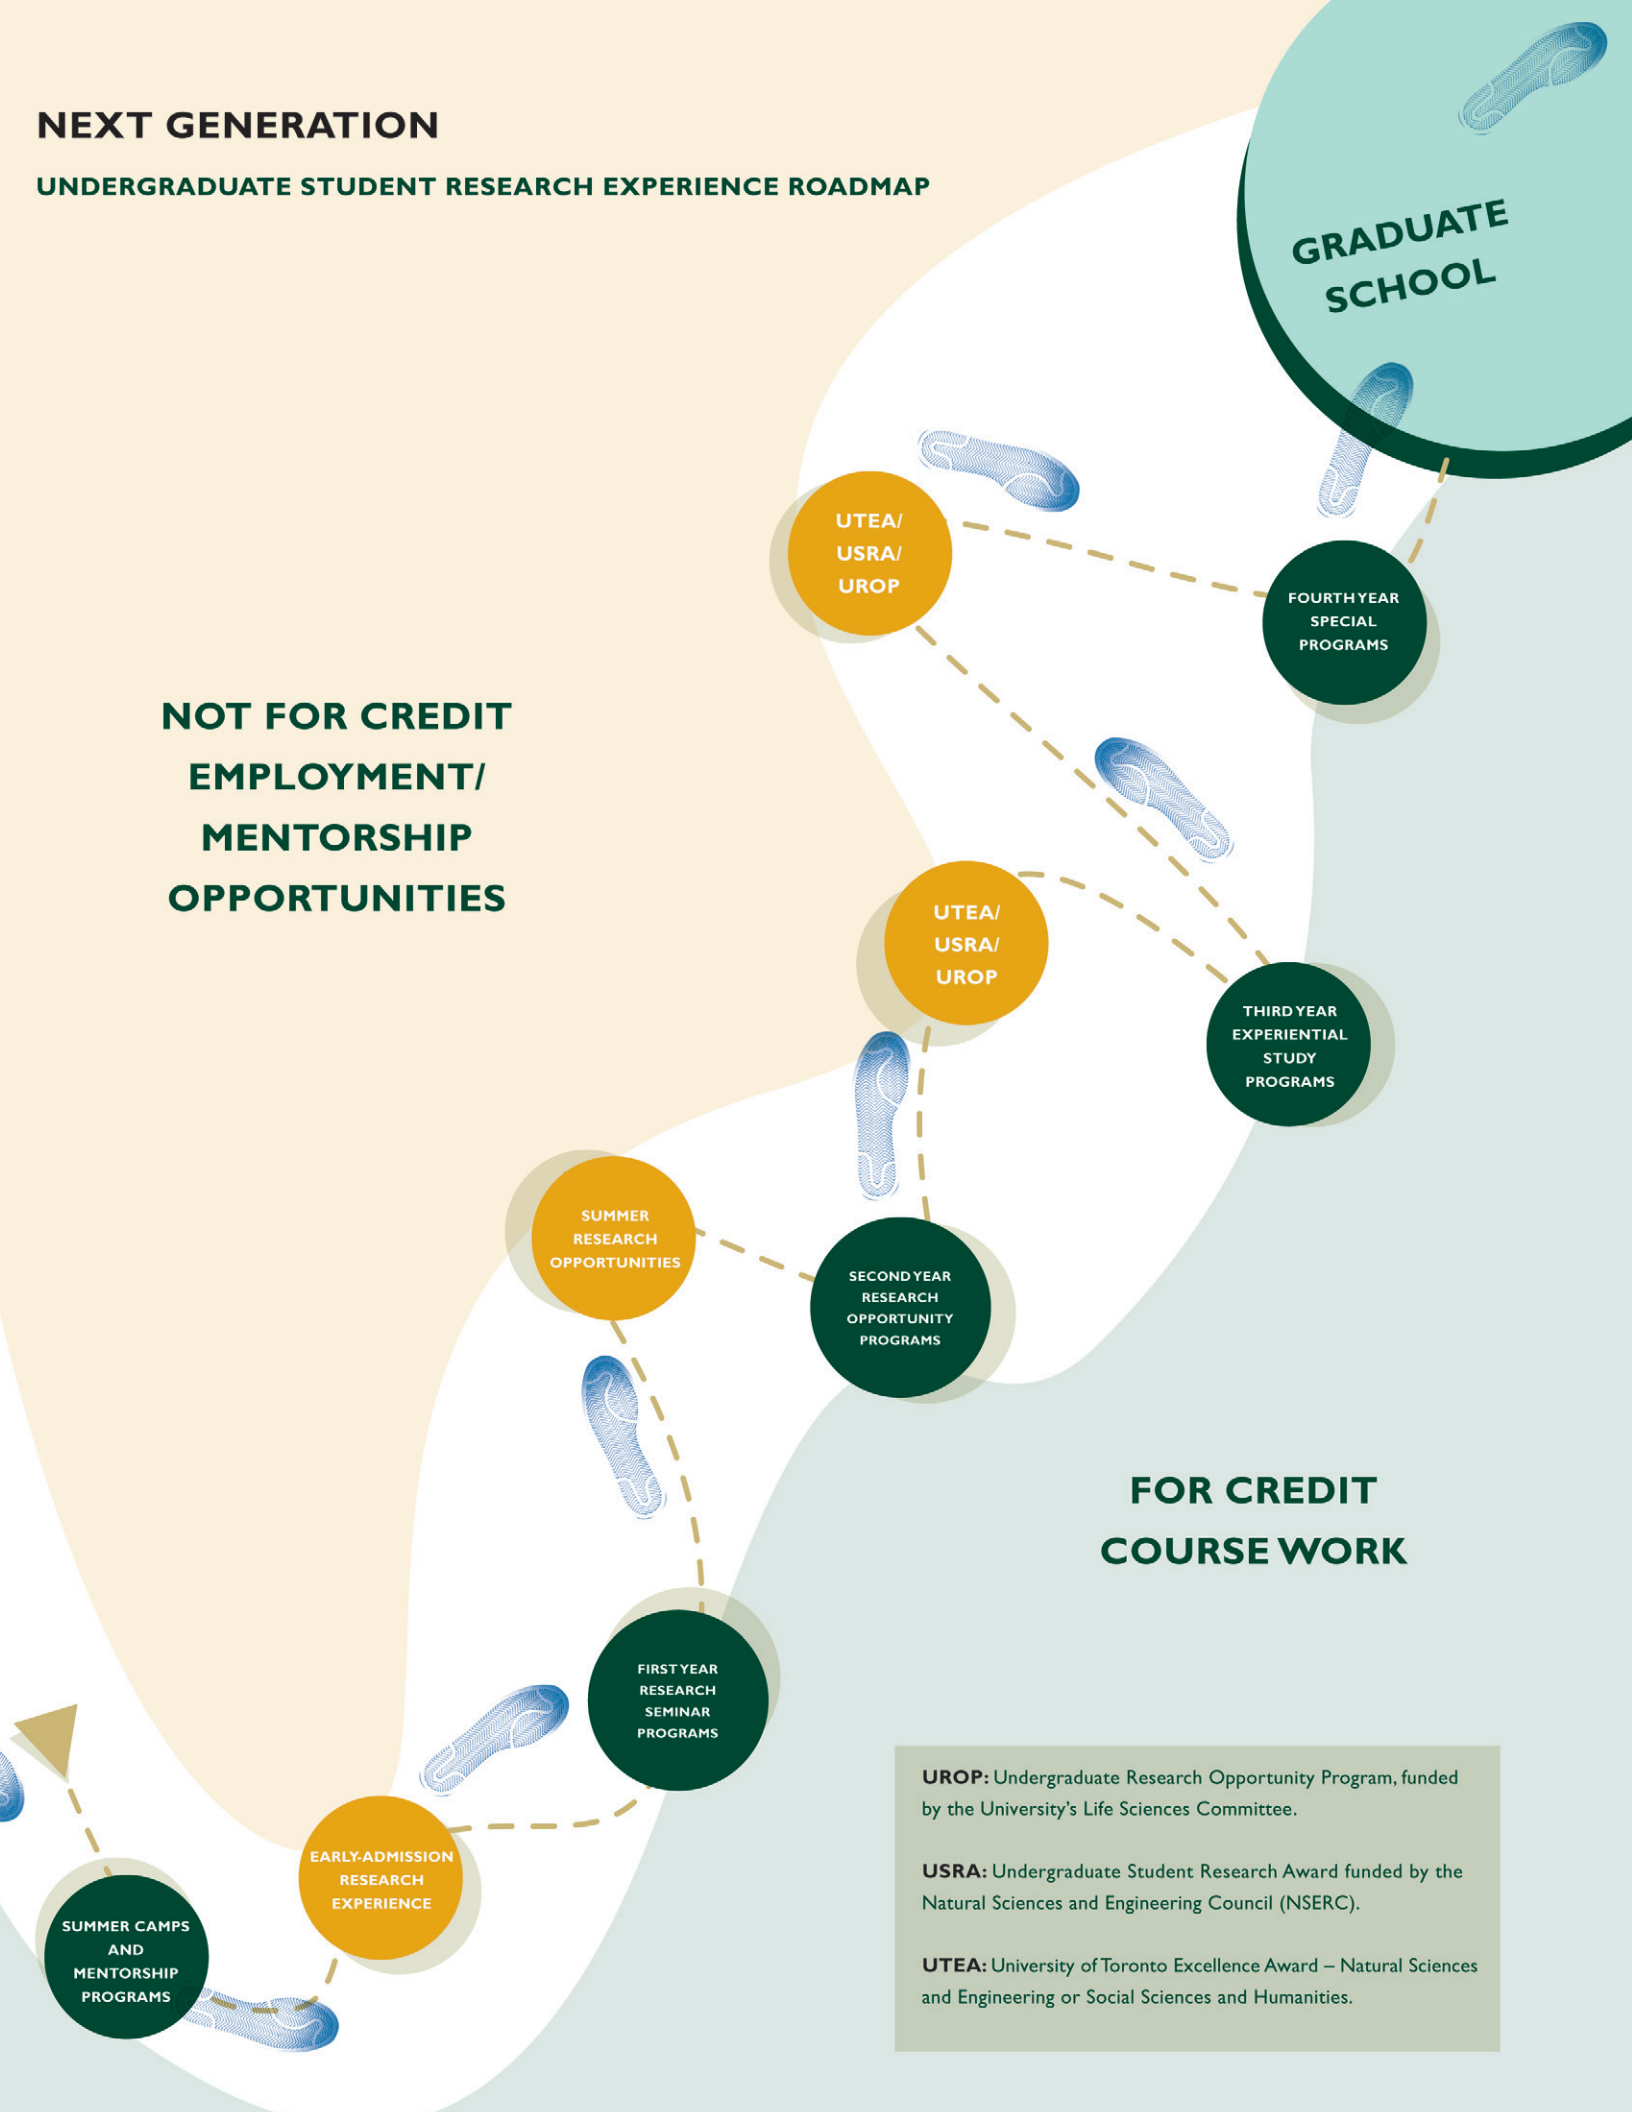 NEXT GENERATION
UNDERGRADUATE STUDENT RESEARCH EXPERIENCE ROADMAP
GRADUATE
SCHOOL
UTEA/
USRA/
UROP
FOURTH YEAR
SPECIAL
PROGRAMS
NOT FOR CREDIT
EMPLOYMENT/
MENTORSHIP
OPPORTUNITIES
UTEA/
USRA/
UROP
THIRD YEAR
EXPERIENTIAL
STUDY
PROGRAMS
SUMMER
RESEARCH
OPPORTUNITIES
SECOND YEAR
RESEARCH
OPPORTUNITY
PROGRAMS
FOR CREDIT
COURSE WORK
FIRST YEAR
RESEARCH
SEMINAR
PROGRAMS
EARLY-ADMISSION
RESEARCH
EXPERIENCE
SUMMER CAMPS
AND
MENTORSHIP
PROGRAMS
UROP: Undergraduate Research Opportunity Program, funded
by the University's Life Sciences Committee.
USRA: Undergraduate Student Research Award funded by the
Natural Sciences and Engineering Council (NSERC).
UTEA: University of Toronto Excellence Award – Natural Sciences
and Engineering or Social Sciences and Humanities.